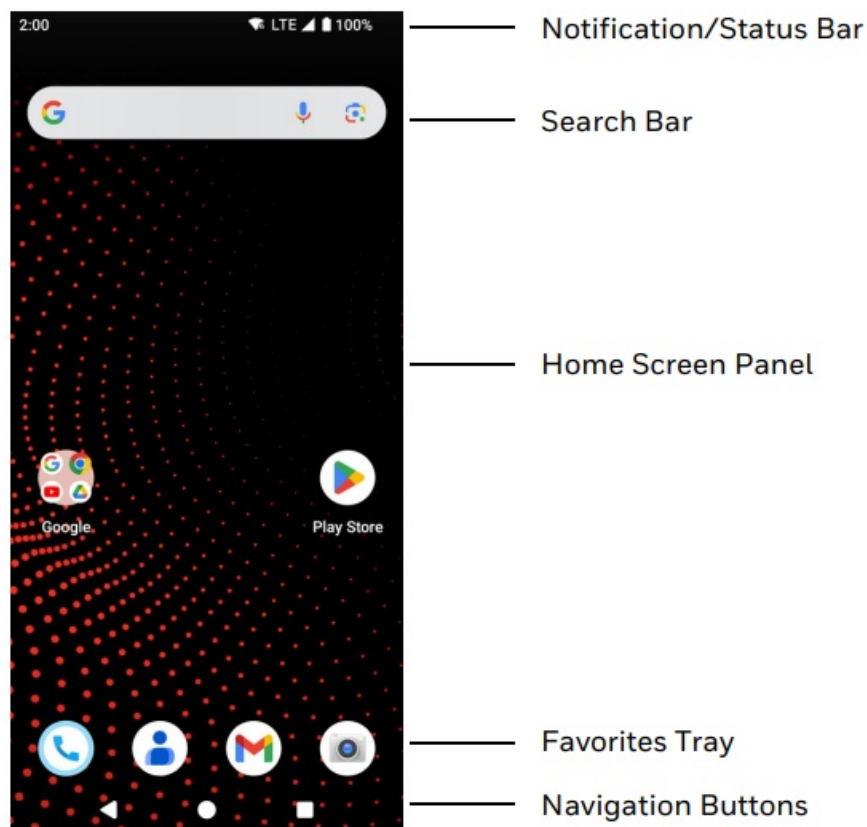 2:00 LTE 100%
Notification/Status Bar
Search Bar
Home Screen Panel
Google
Play Store
Favorites Tray
Navigation Buttons